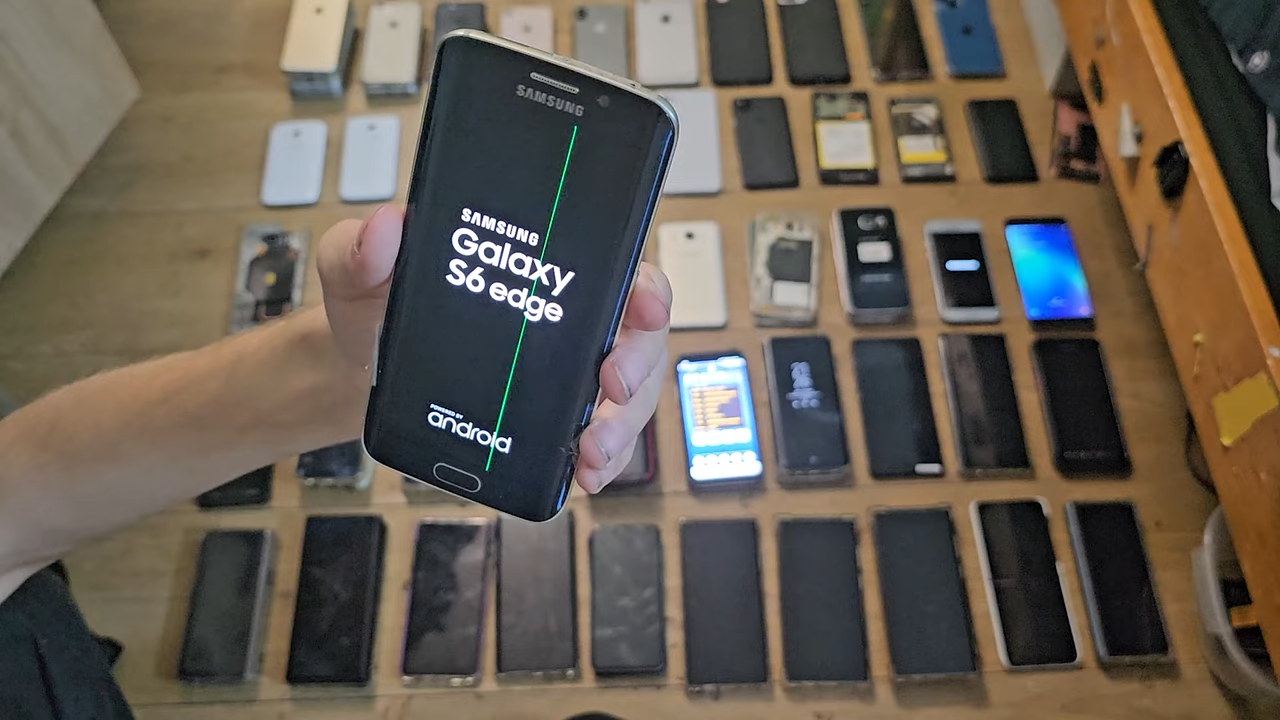 SAMSUNG
SAMSUNG
Galaxy
S6 edge
POWERED BY
android